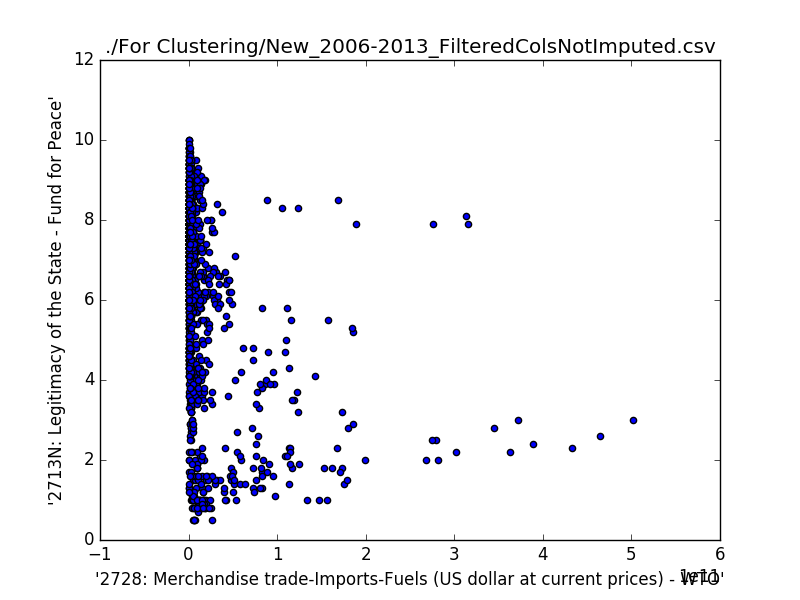 ./For Clustering/New_2006-2013_FilteredColsNotImputed.csv
12
10
8
6
4
2
0
'2713N: Legitimacy of the State - Fund for Peace'
−1 0 1 2 3 4 5 6
1e11
'2728: Merchandise trade-Imports-Fuels (US dollar at current prices) - WTO'